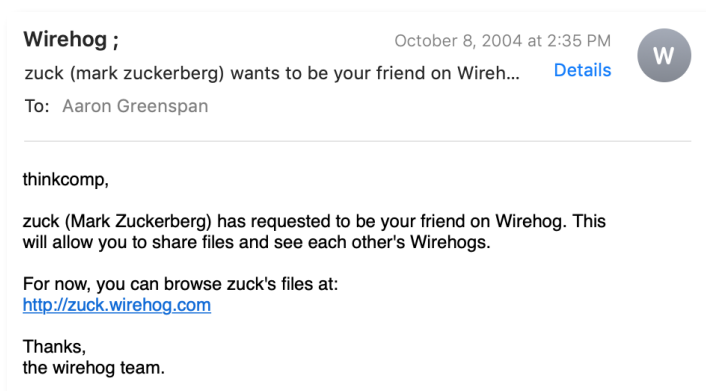 Wirehog ;
October 8, 2004 at 2:35 PM
W
zuck (mark zuckerberg) wants to be your friend on Wireh...
Details
To: Aaron Greenspan
thinkcomp,
zuck (Mark Zuckerberg) has requested to be your friend on Wirehog. This
will allow you to share files and see each other's Wirehogs.
For now, you can browse zuck's files at:
http://zuck.wirehog.com
Thanks,
the wirehog team.